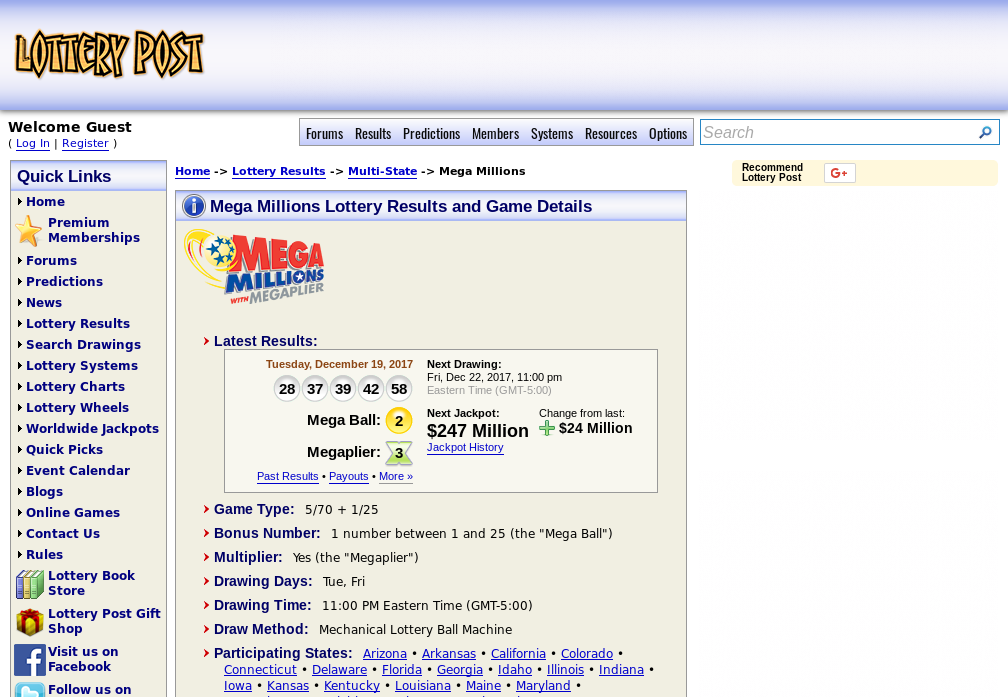 LOTTERY POST
Welcome Guest
( Log In | Register )
Forums Results Predictions Members Systems Resources Options
Search
Quick Links
Home
Premium
Memberships
Forums
Predictions
News
Lottery Results
Search Drawings
Lottery Systems
Lottery Charts
Lottery Wheels
Worldwide Jackpots
Quick Picks
Event Calendar
Blogs
Online Games
Contact Us
Rules
Lottery Book
Store
Lottery Post Gift
Shop
Visit us on
Facebook
Follow us on
Home -> Lottery Results -> Multi-State -> Mega Millions
Recommend
Lottery Post
G+
Mega Millions Lottery Results and Game Details
MEGA
MILLIONS
WITH MEGAPLIER
Latest Results:
Tuesday, December 19, 2017
28 37 39 42 58
Mega Ball: 2
Megaplier: 3
Past Results • Payouts • More »
Next Drawing:
Fri, Dec 22, 2017, 11:00 pm
Eastern Time (GMT-5:00)
Next Jackpot:
$247 Million
Jackpot History
Change from last:
$24 Million
Game Type: 5/70 + 1/25
Bonus Number: 1 number between 1 and 25 (the "Mega Ball")
Multiplier: Yes (the "Megaplier")
Drawing Days: Tue, Fri
Drawing Time: 11:00 PM Eastern Time (GMT-5:00)
Draw Method: Mechanical Lottery Ball Machine
Participating States: Arizona • Arkansas • California • Colorado •
Connecticut • Delaware • Florida • Georgia • Idaho • Illinois • Indiana •
Iowa • Kansas • Kentucky • Louisiana • Maine • Maryland •